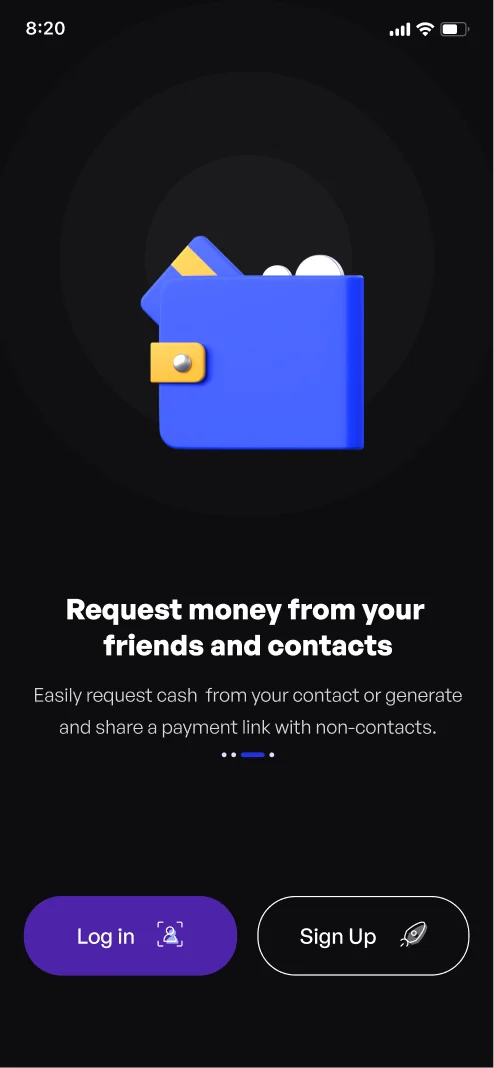 8:20
Request money from your
friends and contacts
Easily request cash  from your contact or generate
and share a payment link with non-contacts.
Log in
Sign Up